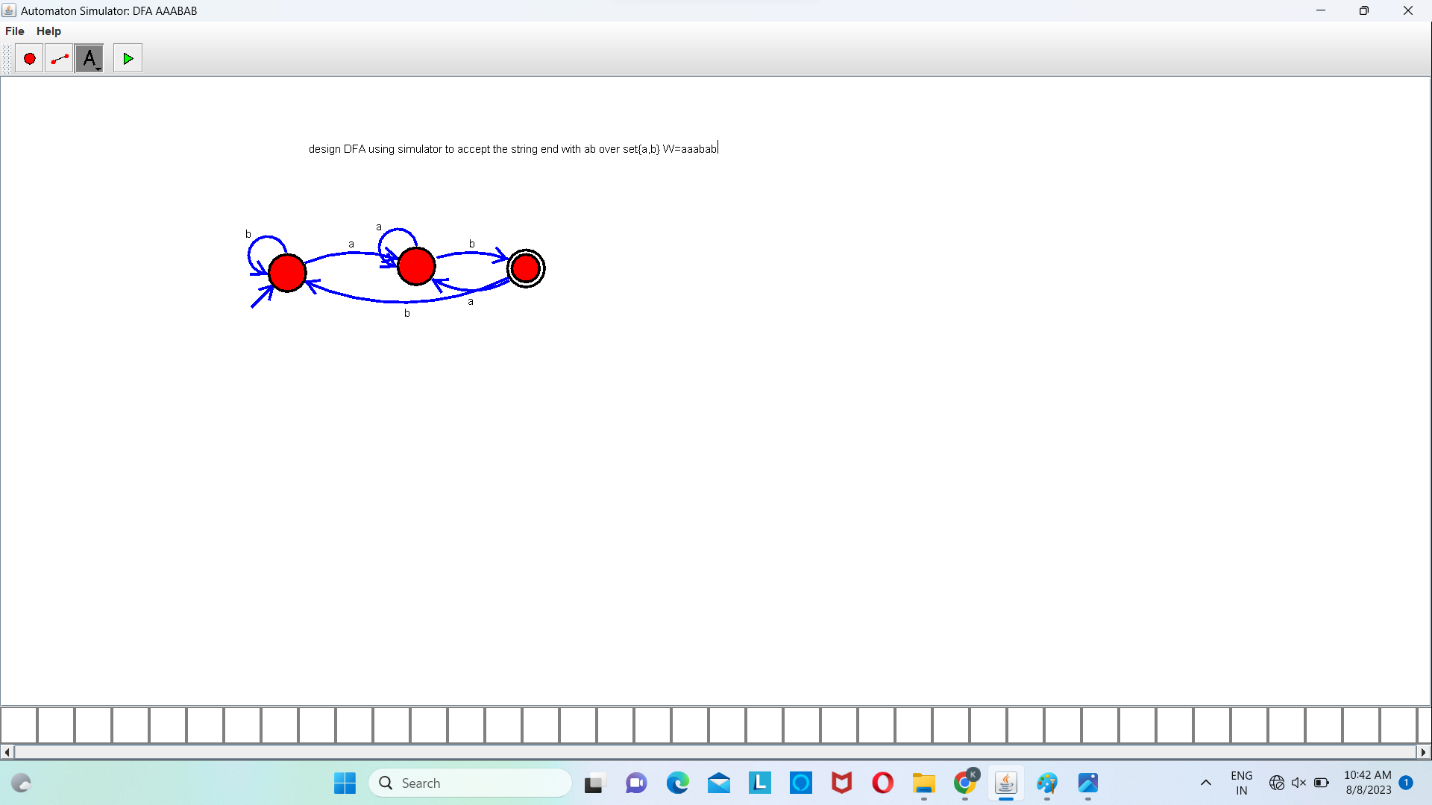 Automaton Simulator: DFA AAABAB
File Help
A
design DFA using simulator to accept the string end with ab over set{a,b} W=aaabab
b
a
a
b
a
b
Search
L
K
ENG
IN
10:42 AM
8/8/2023
1